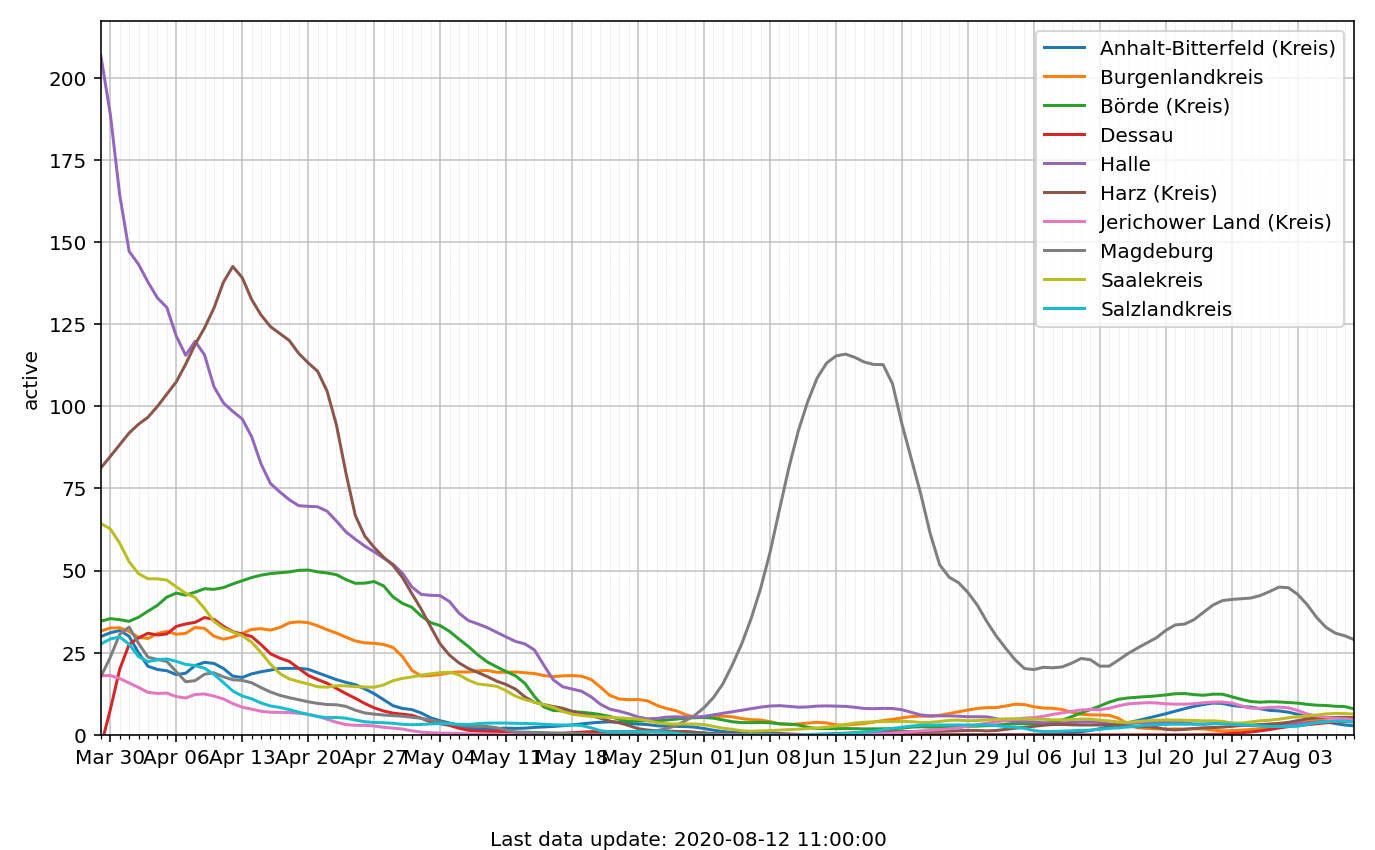 200
175
150
125
100
75
50
25
0
active
Anhalt-Bitterfeld (Kreis)
Burgenlandkreis
Börde (Kreis)
Dessau
Halle
Harz (Kreis)
Jerichower Land (Kreis)
Magdeburg
Saalekreis
Salzlandkreis
Mar 30 Apr 06 Apr 13 Apr 20 Apr 27 May 04 May 11 May 18 May 25 Jun 01 Jun 08 Jun 15 Jun 22 Jun 29 Jul 06 Jul 13 Jul 20 Jul 27 Aug 03
Last data update: 2020-08-12 11:00:00